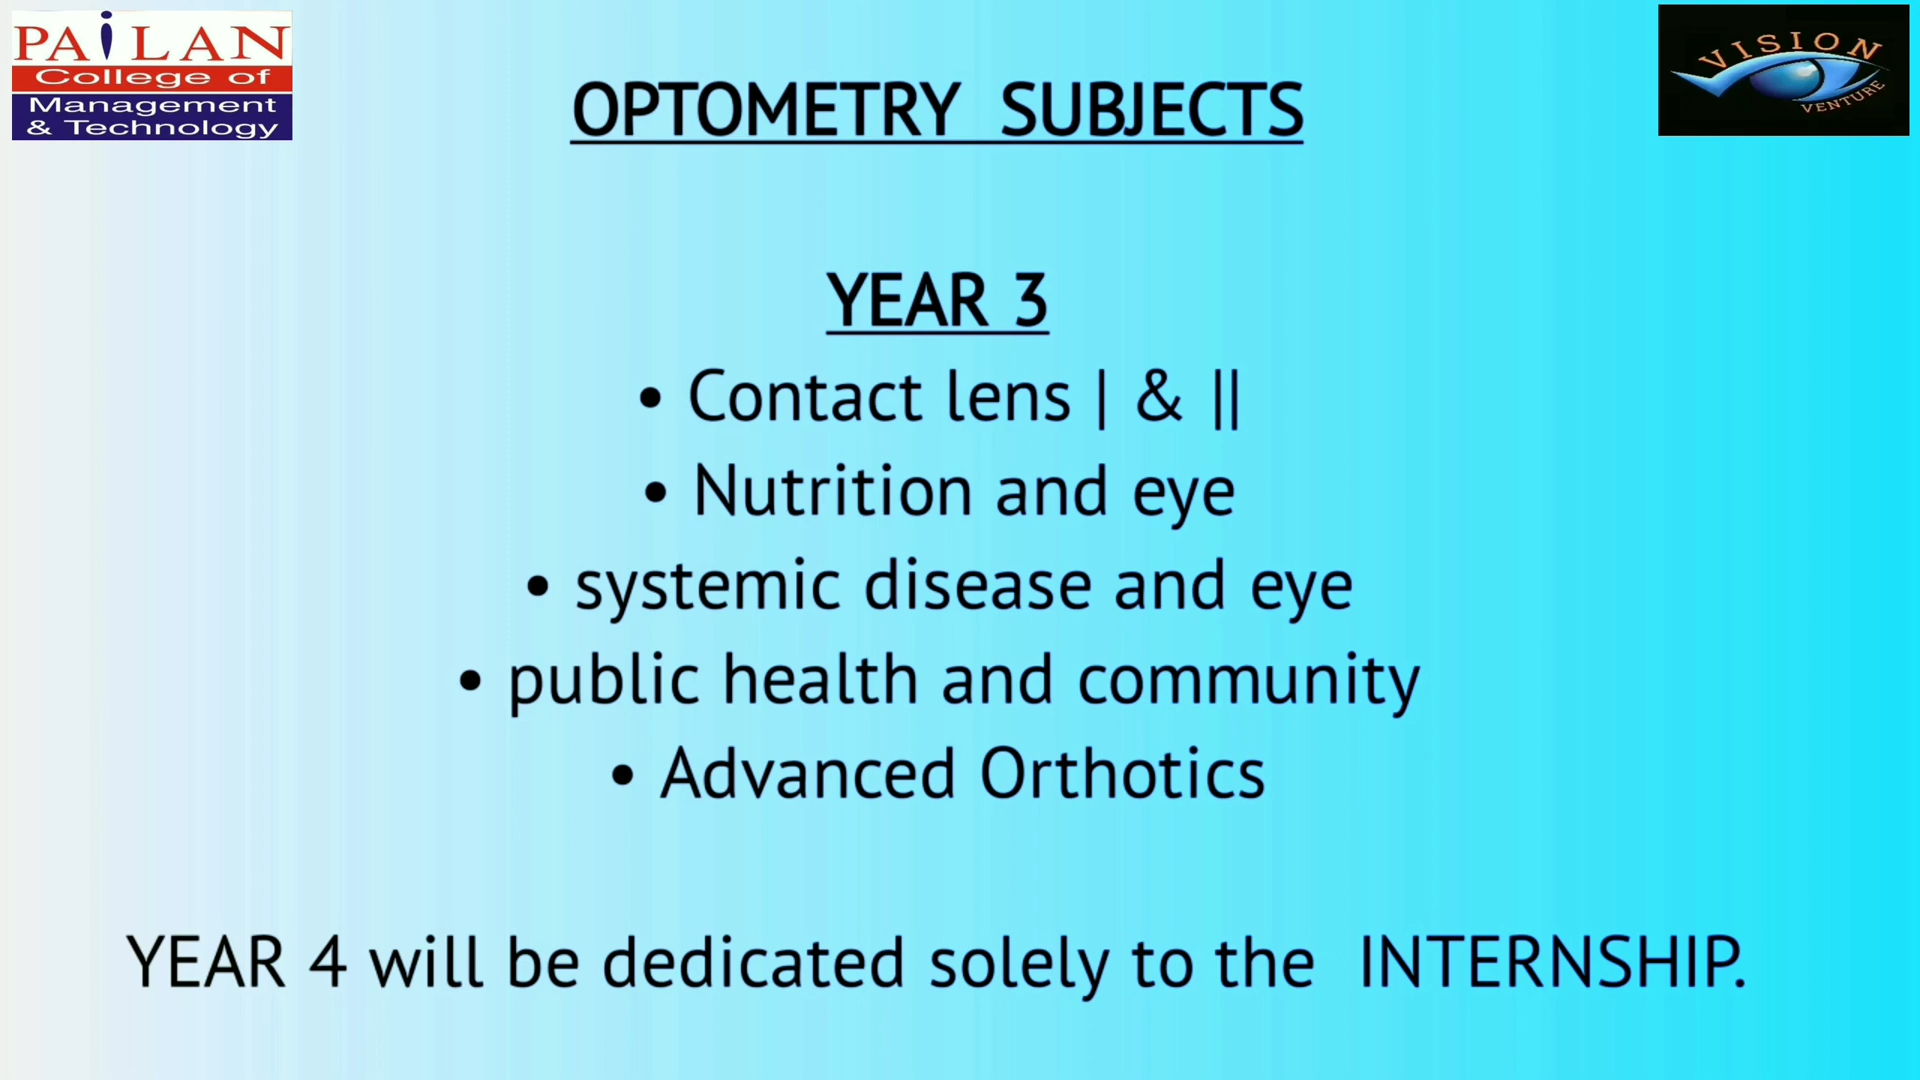 PAiLAN
College of
Management
& Technology
VISION
VENTURE
OPTOMETRY SUBJECTS
YEAR 3
• Contact lens | & ||
• Nutrition and eye
• systemic disease and eye
• public health and community
• Advanced Orthotics
YEAR 4 will be dedicated solely to the INTERNSHIP.